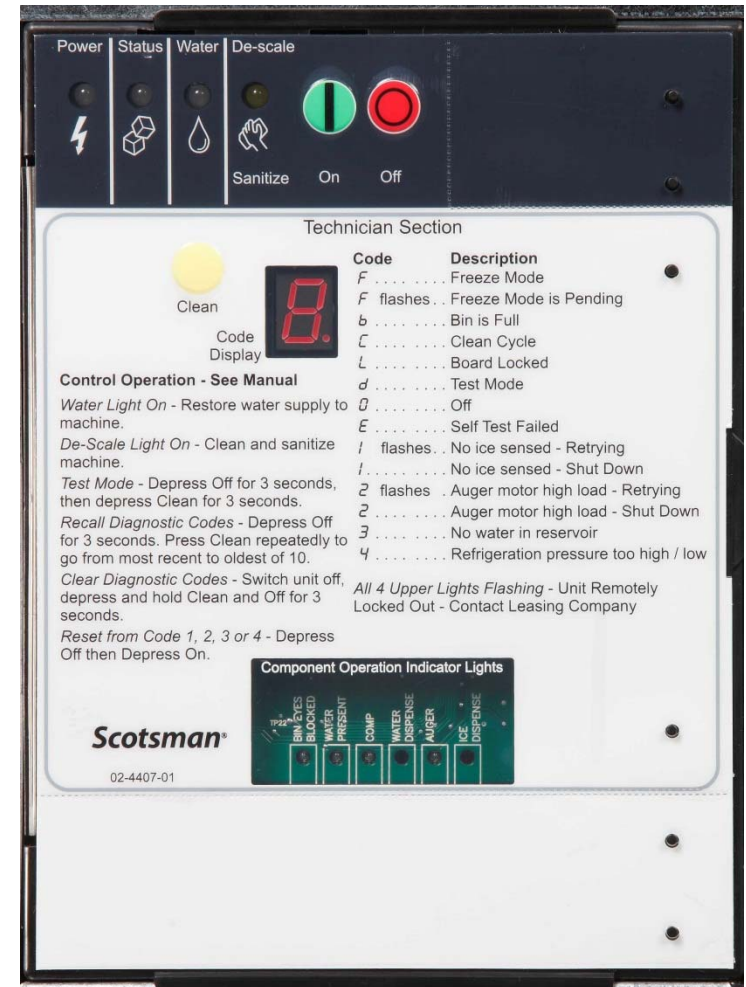 Power Status Water De-scale
Sanitize On Off
Technician Section
Clean
Code Display
8.
Control Operation - See Manual
Water Light On - Restore water supply to
machine.
De-Scale Light On - Clean and sanitize
machine.
Test Mode - Depress Off for 3 seconds,
then depress Clean for 3 seconds.
Recall Diagnostic Codes - Depress Off
for 3 seconds. Press Clean repeatedly to
go from most recent to oldest of 10.
Clear Diagnostic Codes - Switch unit off,
depress and hold Clean and Off for 3
seconds.
Reset from Code 1, 2, 3 or 4 - Depress
Off then Depress On.
Code Description
F . . . . . . . . Freeze Mode
F flashes . . Freeze Mode is Pending
b . . . . . . . . Bin is Full
C . . . . . . . . Clean Cycle
L . . . . . . . . Board Locked
d . . . . . . . . Test Mode
0 . . . . . . . . Off
E . . . . . . . . Self Test Failed
1 flashes . . No ice sensed - Retrying
1 . . . . . . . . No ice sensed - Shut Down
2 flashes . Auger motor high load - Retrying
2 . . . . . . . . Auger motor high load - Shut Down
3 . . . . . . . . No water in reservoir
4 . . . . . . . . Refrigeration pressure too high / low
All 4 Upper Lights Flashing - Unit Remotely
Locked Out - Contact Leasing Company
Component Operation Indicator Lights
TP22
BIN EYES
BLOCKED
WATER
PRESENT
COMP
WATER
DISPENSE
AUGER
ICE
DISPENSE
Scotsman®
02-4407-01